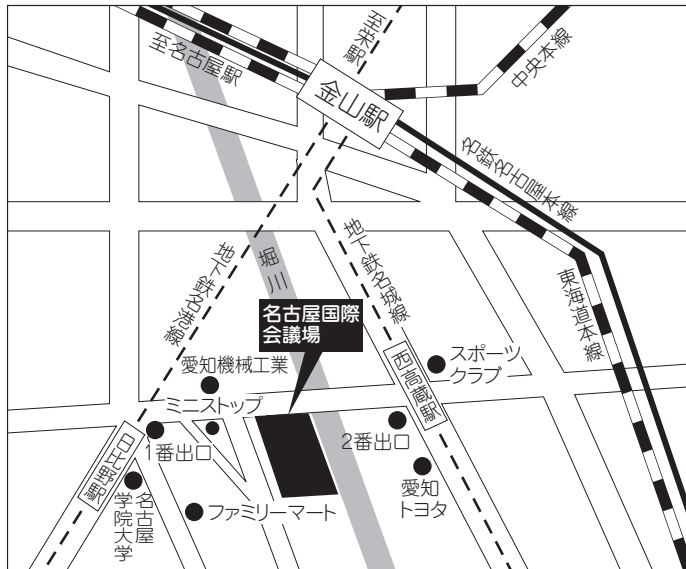 至栄駅
至名古屋駅
金山駅
中央本線
名鉄名古屋本線
地下鉄名港線
堀川
地下鉄名城線
東海道本線
名古屋国際
会議場
愛知機械工業
ミニストップ
西高蔵駅
スポーツ
クラブ
日比野駅
1番出口
2番出口
名古屋
学院大学
ファミリーマート
愛知
トヨタ